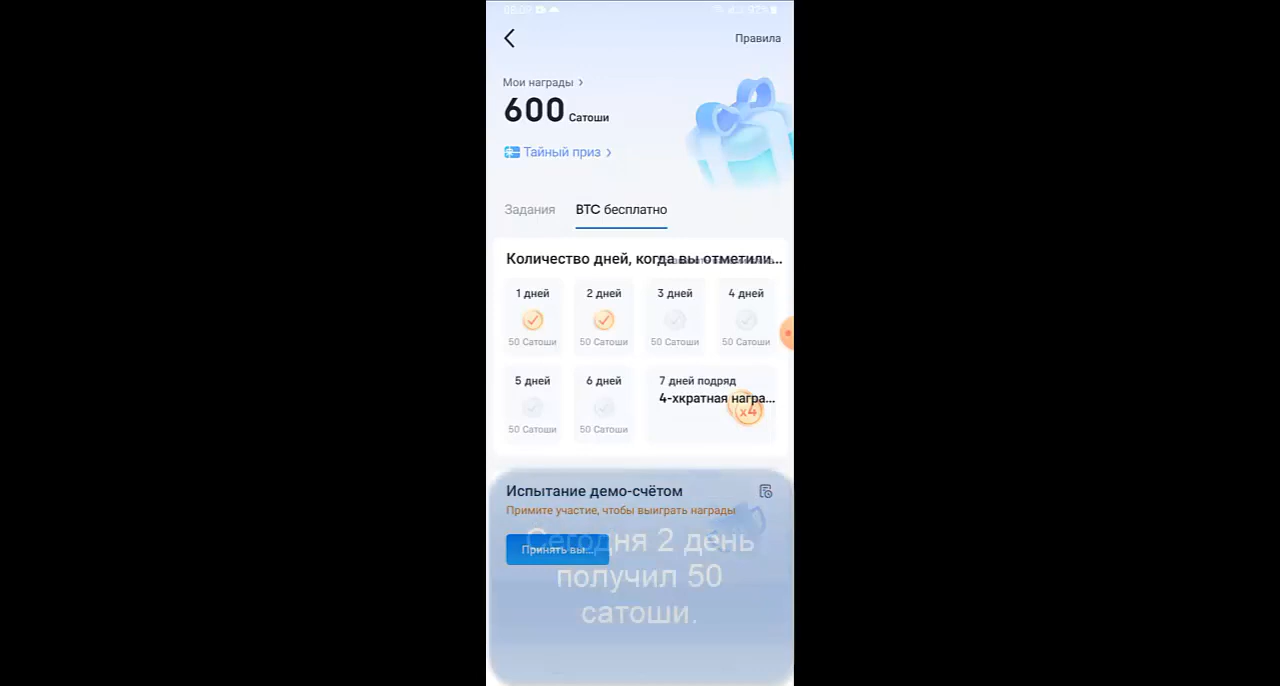 08:09 92%
Правила
Мои награды >
600 Сатоши
Тайный приз >
Задания BTC бесплатно
Количество дней, когда вы отметили...
1 дней 2 дней 3 дней 4 дней
50 Сатоши 50 Сатоши 50 Сатоши 50 Сатоши
5 дней 6 дней 7 дней подряд
4-хкратная награ...
x4
50 Сатоши 50 Сатоши
Испытание демо-счётом
Примите участие, чтобы выиграть награды
Принять вы...
Сегодня 2 день
получил 50
сатоши.